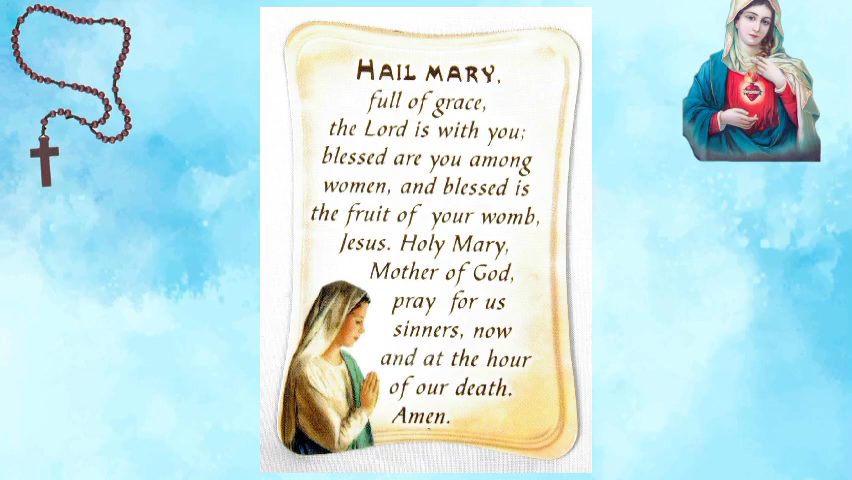 HAIL MARY,
full of grace,
the Lord is with you;
blessed are you among
women, and blessed is
the fruit of your womb,
Jesus. Holy Mary,
Mother of God,
pray for us
sinners, now
and at the hour
of our death.
Amen.